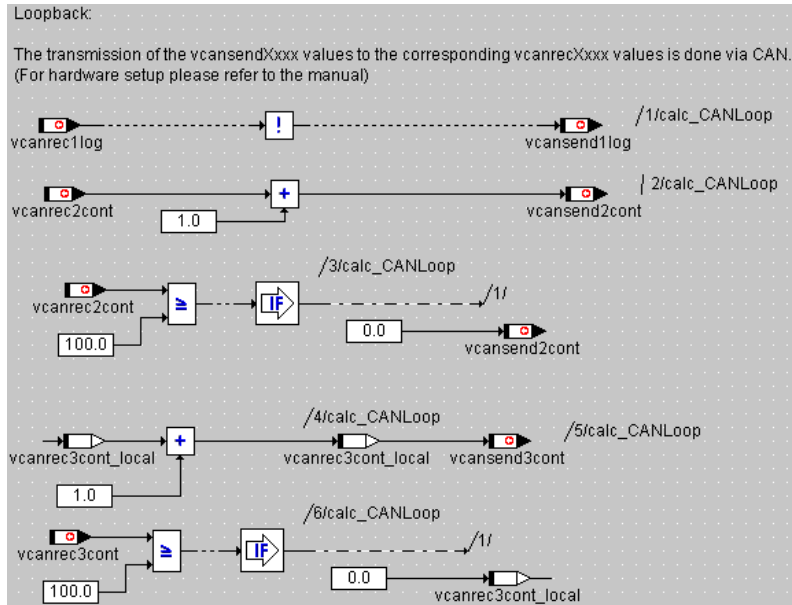 Loopback:
The transmission of the vcansendXxxx values to the corresponding vcanrecXxxx values is done via CAN.
(For hardware setup please refer to the manual)
/1/calc_CANLoop
!
vcanrec1log
vcansend1log
/2/calc_CANLoop
+
vcanrec2cont
1.0
vcansend2cont
/3/calc_CANLoop
vcanrec2cont
≥
IF
/1/
100.0
0.0
vcansend2cont
/4/calc_CANLoop
/5/calc_CANLoop
+
vcanrec3cont_local
vcanrec3cont_local
vcansend3cont
1.0
/6/calc_CANLoop
vcanrec3cont
≥
IF
/1/
100.0
0.0
vcanrec3cont_local